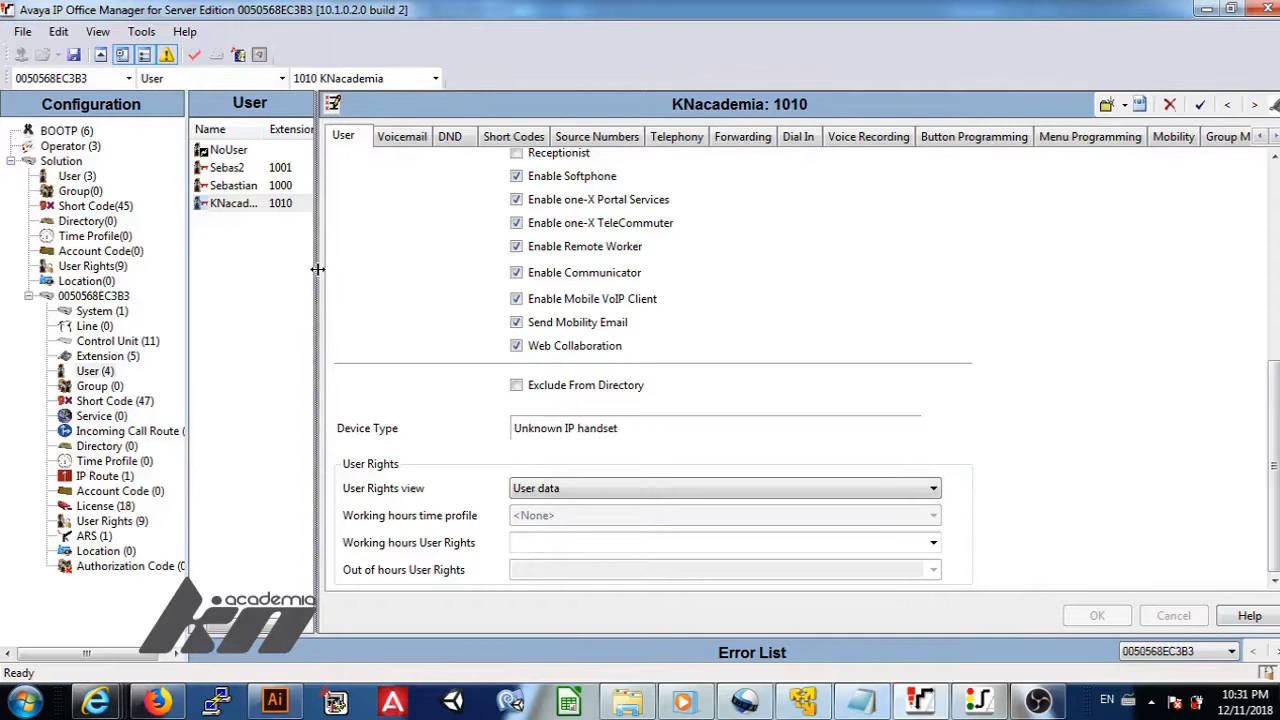 Avaya IP Office Manager for Server Edition 0050568EC3B3 [10.1.0.2.0 build 2]
File Edit View Tools Help
0050568EC3B3 User 1010 KNacademia
Configuration
BOOTP (6)
Operator (3)
Solution
User (3)
Group(0)
Short Code(45)
Directory(0)
Time Profile(0)
Account Code(0)
User Rights(9)
Location(0)
0050568EC3B3
System (1)
Line (0)
Control Unit (11)
Extension (5)
User (4)
Group (0)
Short Code (47)
Service (0)
Incoming Call Route (
Directory (0)
Time Profile (0)
IP Route (1)
Account Code (0)
License (18)
User Rights (9)
ARS (1)
Location (0)
Authorization Code (0
User
Name Extension
NoUser
Sebas2 1001
Sebastian 1000
KNacad... 1010
KNacademia: 1010
User Voicemail DND Short Codes Source Numbers Telephony Forwarding Dial In Voice Recording Button Programming Menu Programming Mobility Group M
Receptionist
Enable Softphone
Enable one-X Portal Services
Enable one-X TeleCommuter
Enable Remote Worker
Enable Communicator
Enable Mobile VoIP Client
Send Mobility Email
Web Collaboration
Exclude From Directory
Device Type Unknown IP handset
User Rights
User Rights view User data
Working hours time profile <None>
Working hours User Rights
Out of hours User Rights
OK Cancel Help
academia
kn
Error List
0050568EC3B3
Ready
EN
10:31 PM
12/11/2018